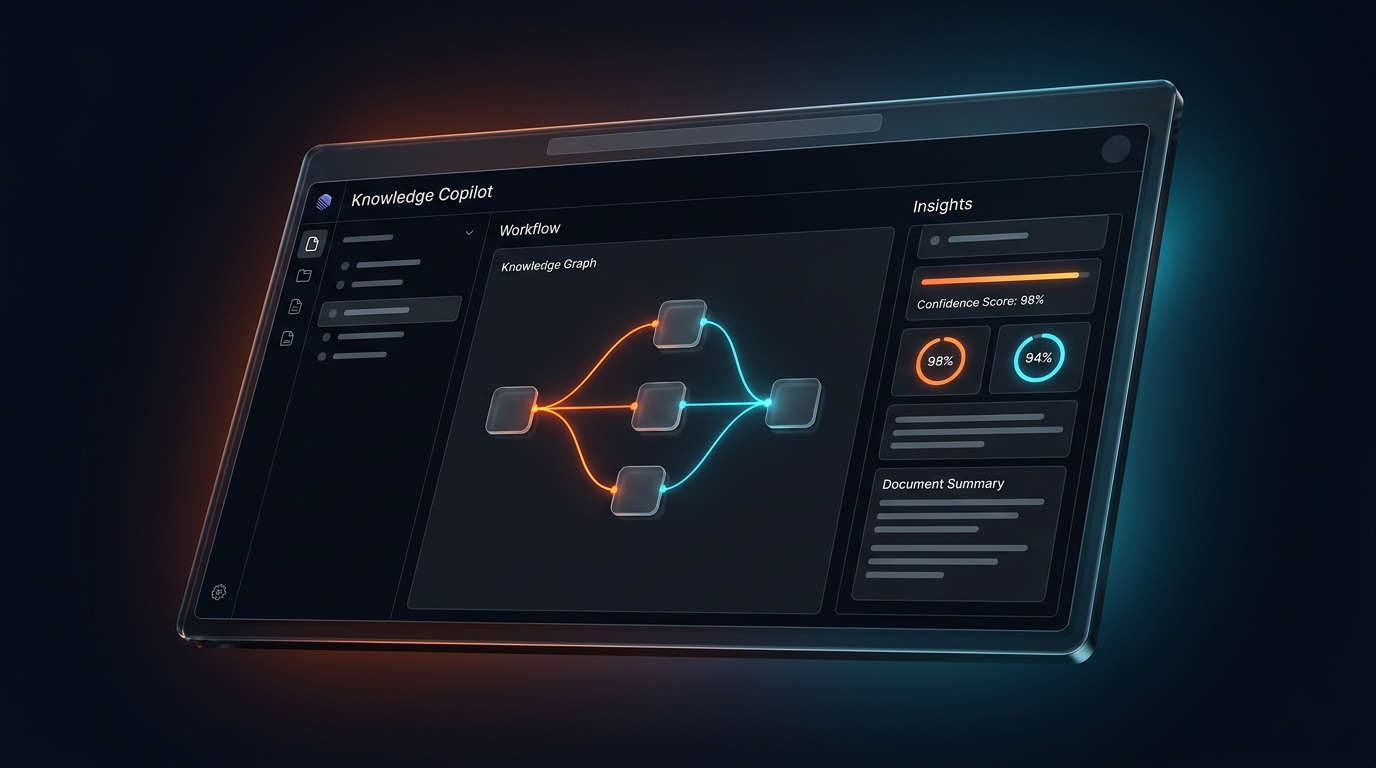 Knowledge Copilot
Workflow
Knowledge Graph
Insights
Confidence Score: 98%
98%
94%
Document Summary